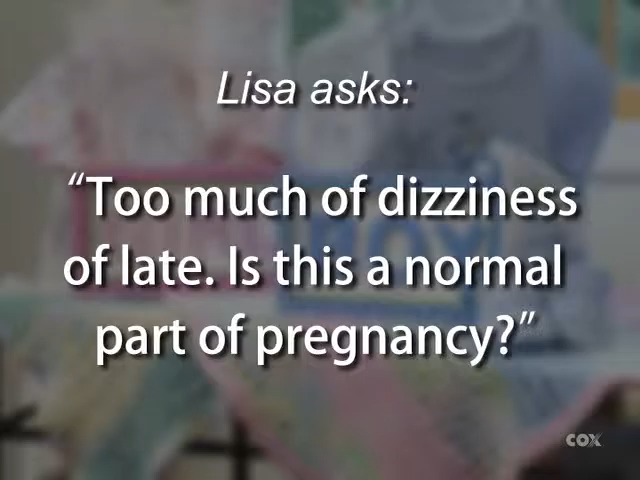 Lisa asks:
“Too much of dizziness
of late. Is this a normal
part of pregnancy?”
COX